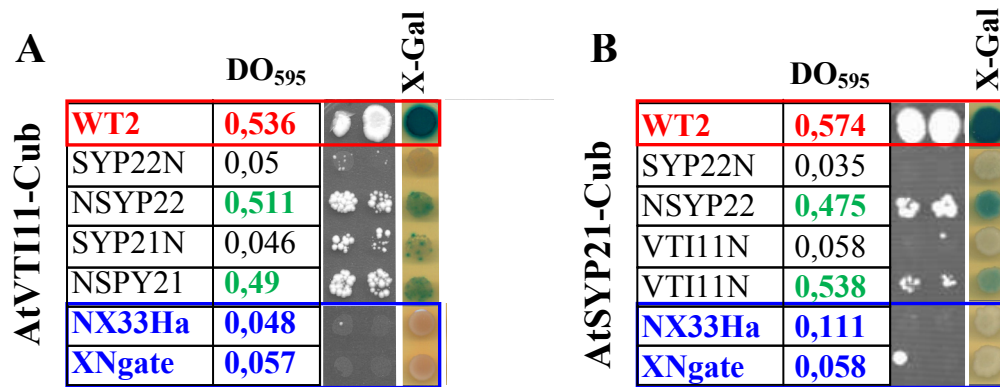 A
DO595
X-Gal
AtVTI11-Cub
WT2 0,536
SYP22N 0,05
NSYP22 0,511
SYP21N 0,046
NSPY21 0,49
NX33Ha 0,048
XNgate 0,057
B
DO595
X-Gal
AtSYP21-Cub
WT2 0,574
SYP22N 0,035
NSYP22 0,475
VTI11N 0,058
VTI11N 0,538
NX33Ha 0,111
XNgate 0,058